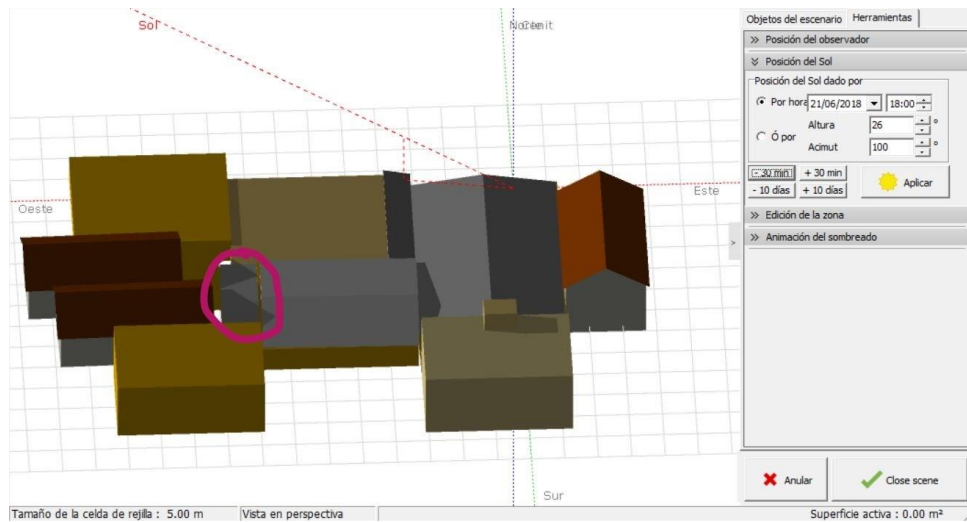 Sol
Norte
Cenit
Oeste
Este
Sur
>
Objetos del escenario
Herramientas
Posición del observador
Posición del Sol
Posición del Sol dado por
Por hora 21/06/2018 18:00
Altura 26 °
Ó por
Acimut 100 °
- 30 min + 30 min
- 10 días + 10 días
Aplicar
Edición de la zona
Animación del sombreado
Anular
Close scene
Tamaño de la celda de rejilla : 5.00 m
Vista en perspectiva
Superficie activa : 0.00 m²